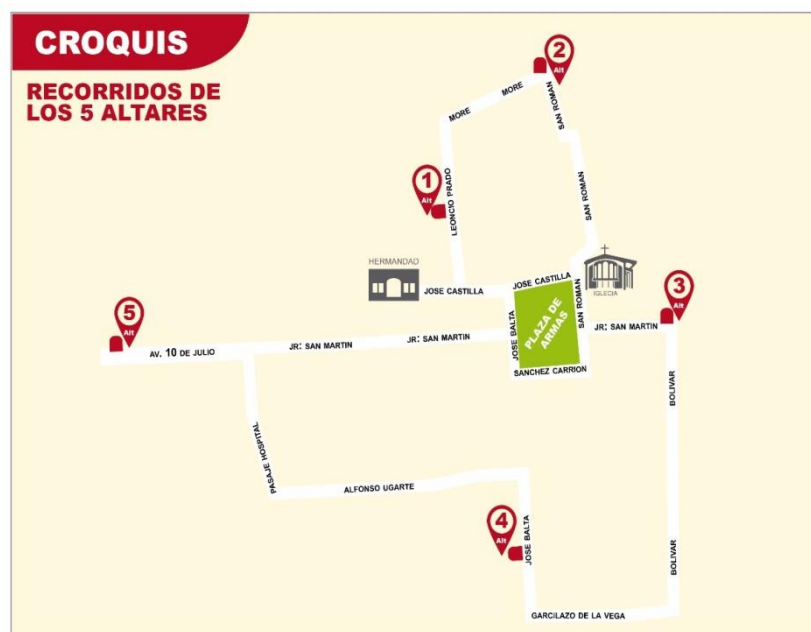 CROQUIS
RECORRIDOS DE
LOS 5 ALTARES
2
Alt
MORE
MORE
SAN ROMAN
1
Alt
LEONCIO PRADO
SAN ROMAN
HERMANDAD
JOSE CASTILLA
JOSE CASTILLA
IGLECIA
SAN ROMAN
3
Alt
PLAZA DE
ARMAS
JOSE BALTA
JR: SAN MARTIN
5
Alt
AV. 10 DE JULIO
JR: SAN MARTIN
JR: SAN MARTIN
SANCHEZ CARRION
BOLIVAR
PASAJE HOSPITAL
ALFONSO UGARTE
4
Alt
JOSE BALTA
BOLIVAR
GARCILAZO DE LA VEGA